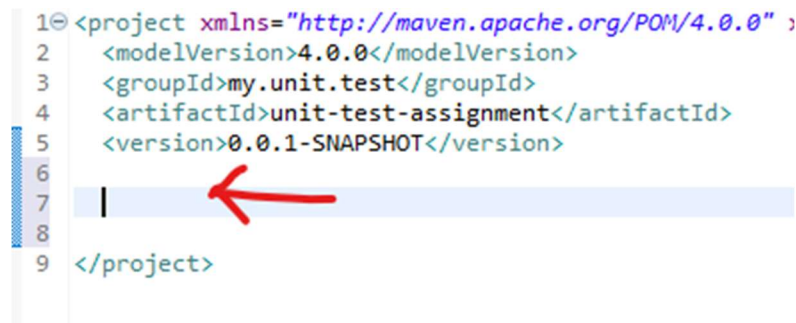 1 <project xmlns="http://maven.apache.org/POM/4.0.0" x
2 <modelVersion>4.0.0</modelVersion>
3 <groupId>my.unit.test</groupId>
4 <artifactId>unit-test-assignment</artifactId>
5 <version>0.0.1-SNAPSHOT</version>
6
7
8
9 </project>